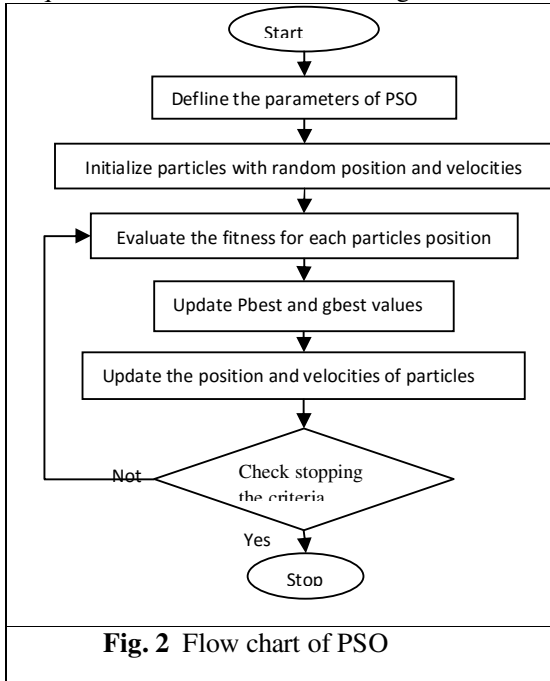 Start
Defline the parameters of PSO
Initialize particles with random position and velocities
Evaluate the fitness for each particles position
Update Pbest and gbest values
Update the position and velocities of particles
Not
Check stopping
the criteria
Yes
Stop
Fig. 2 Flow chart of PSO